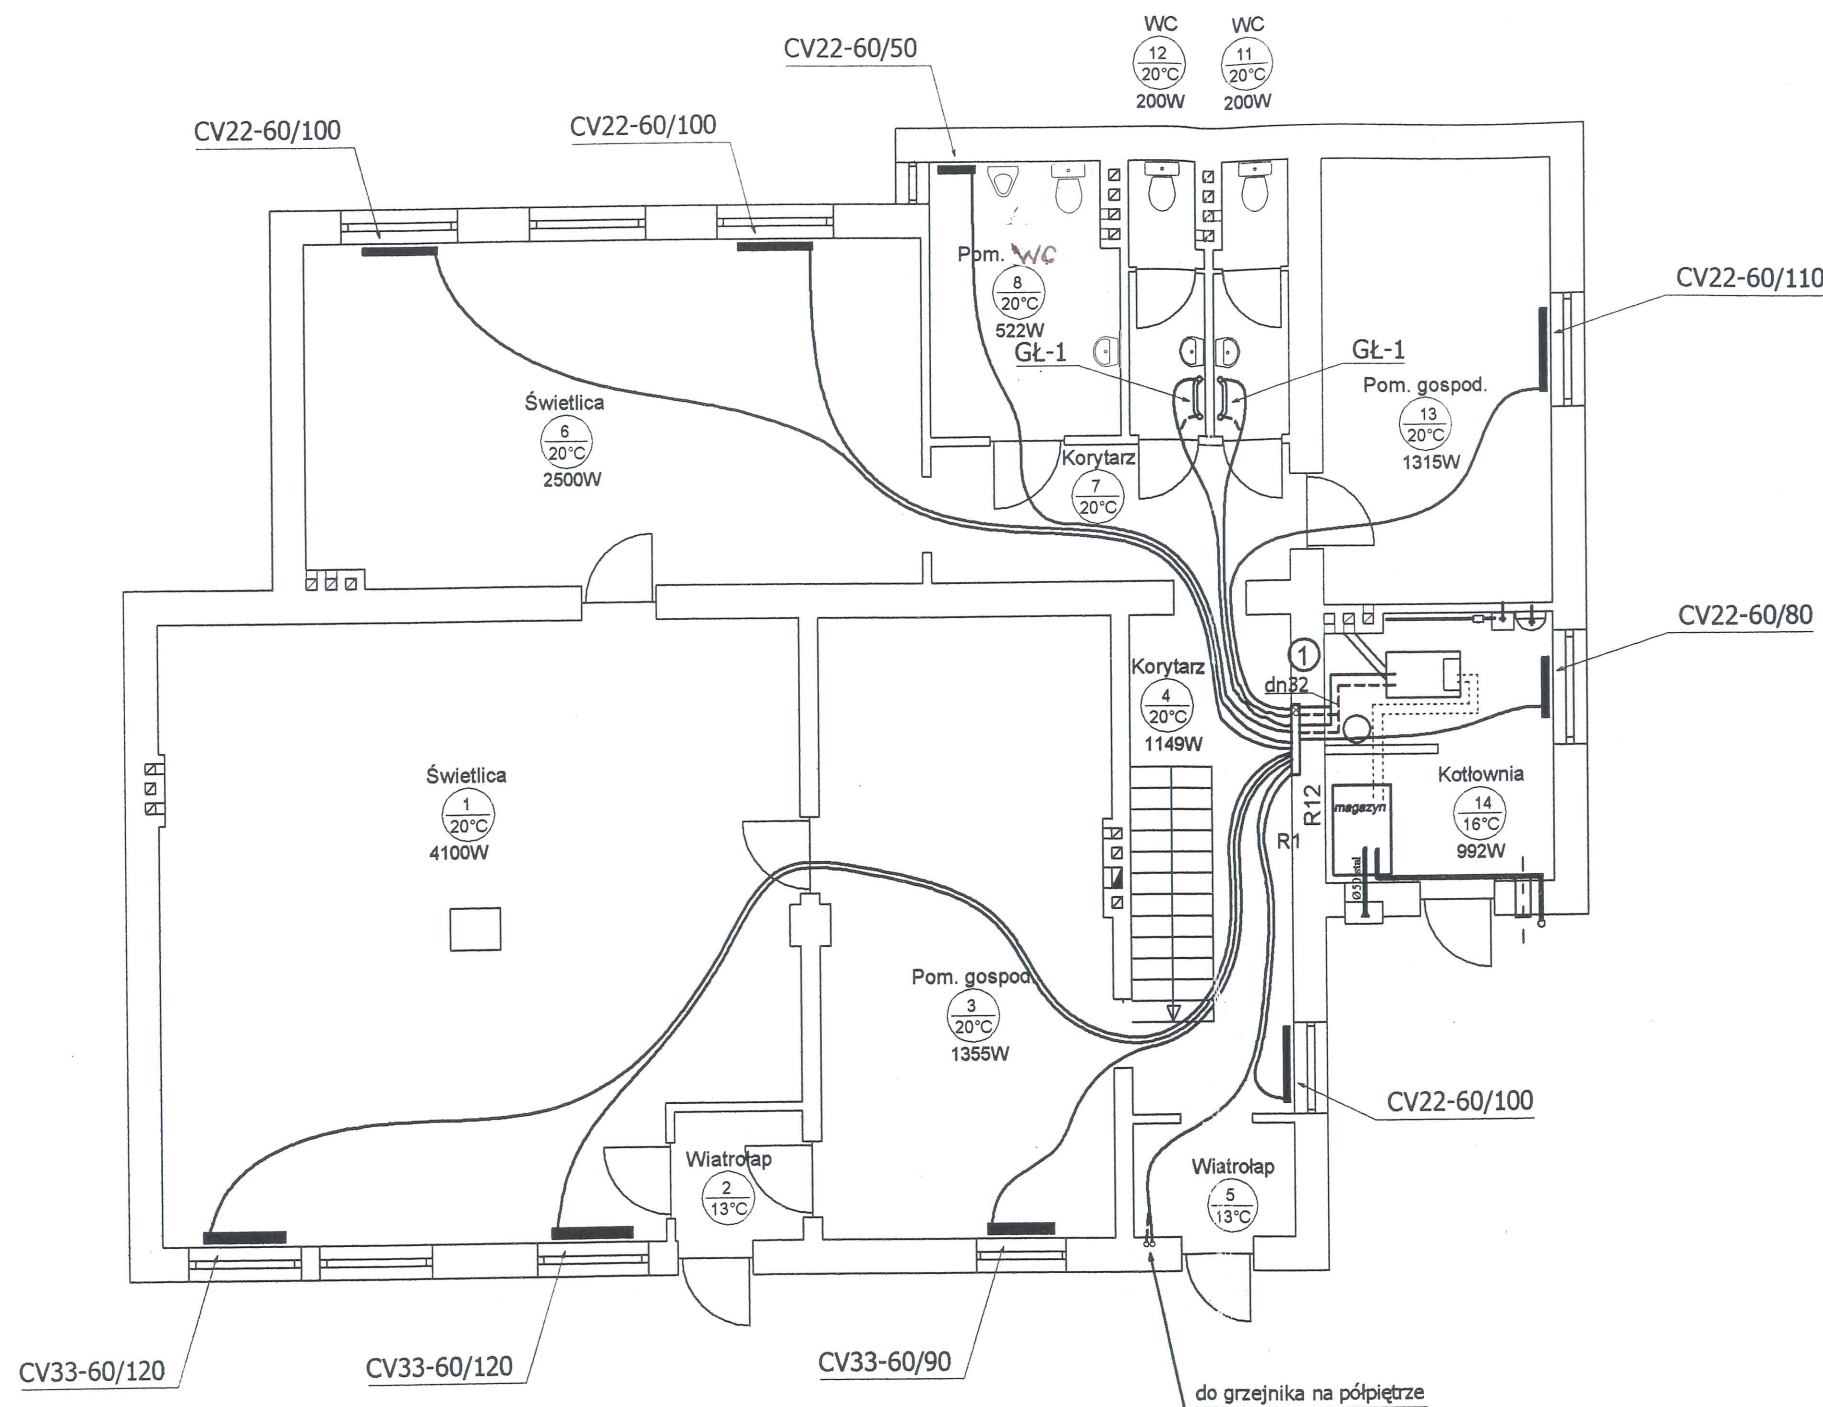 WC
12
20°C
200W
WC
11
20°C
200W
CV22-60/50
CV22-60/100
CV22-60/100
Pom. WC
8
20°C
522W
GŁ-1
GŁ-1
CV22-60/110
Pom. gospod.
13
20°C
1315W
Świetlica
6
20°C
2500W
Korytarz
7
20°C
CV22-60/80
1
dn32
Korytarz
4
20°C
1149W
Świetlica
1
20°C
4100W
Kotłownia
14
16°C
992W
magazyn
R12
R1
Ø50 stal
Pom. gospod.
3
20°C
1355W
CV22-60/100
Wiatrołap
2
13°C
Wiatrołap
5
13°C
CV33-60/120
CV33-60/120
CV33-60/90
do grzejnika na półpiętrze